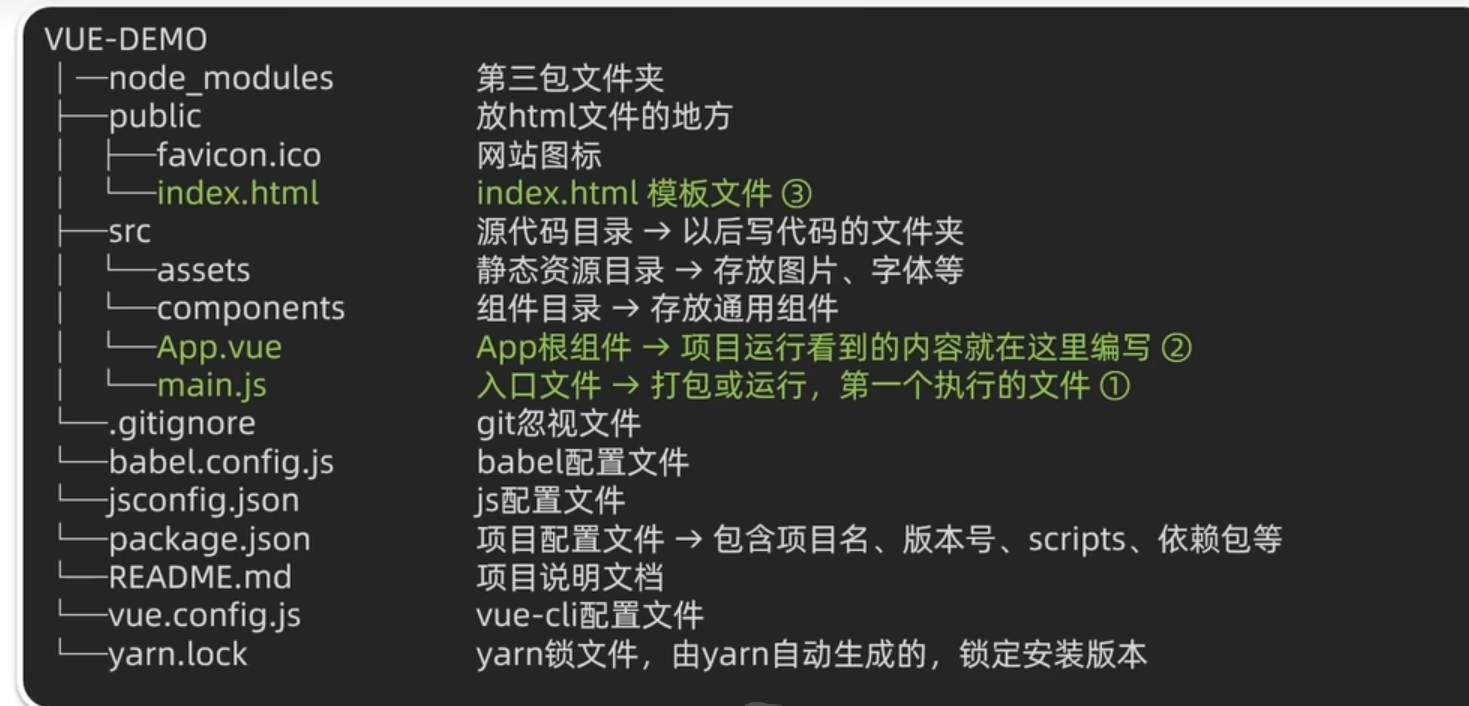 VUE-DEMO
│─node_modules 第三包文件夹
├──public 放html文件的地方
│ ├──favicon.ico 网站图标
│ └──index.html index.html 模板文件 ③
├──src 源代码目录 → 以后写代码的文件夹
│ └──assets 静态资源目录 → 存放图片、字体等
│ └──components 组件目录 → 存放通用组件
│ └──App.vue App根组件 → 项目运行看到的内容就在这里编写 ②
│ └──main.js 入口文件 → 打包或运行，第一个执行的文件 ①
└──.gitignore git忽视文件
└──babel.config.js babel配置文件
└──jsconfig.json js配置文件
└──package.json 项目配置文件 → 包含项目名、版本号、scripts、依赖包等
└──README.md 项目说明文档
└──vue.config.js vue-cli配置文件
└──yarn.lock yarn锁文件，由yarn自动生成的，锁定安装版本